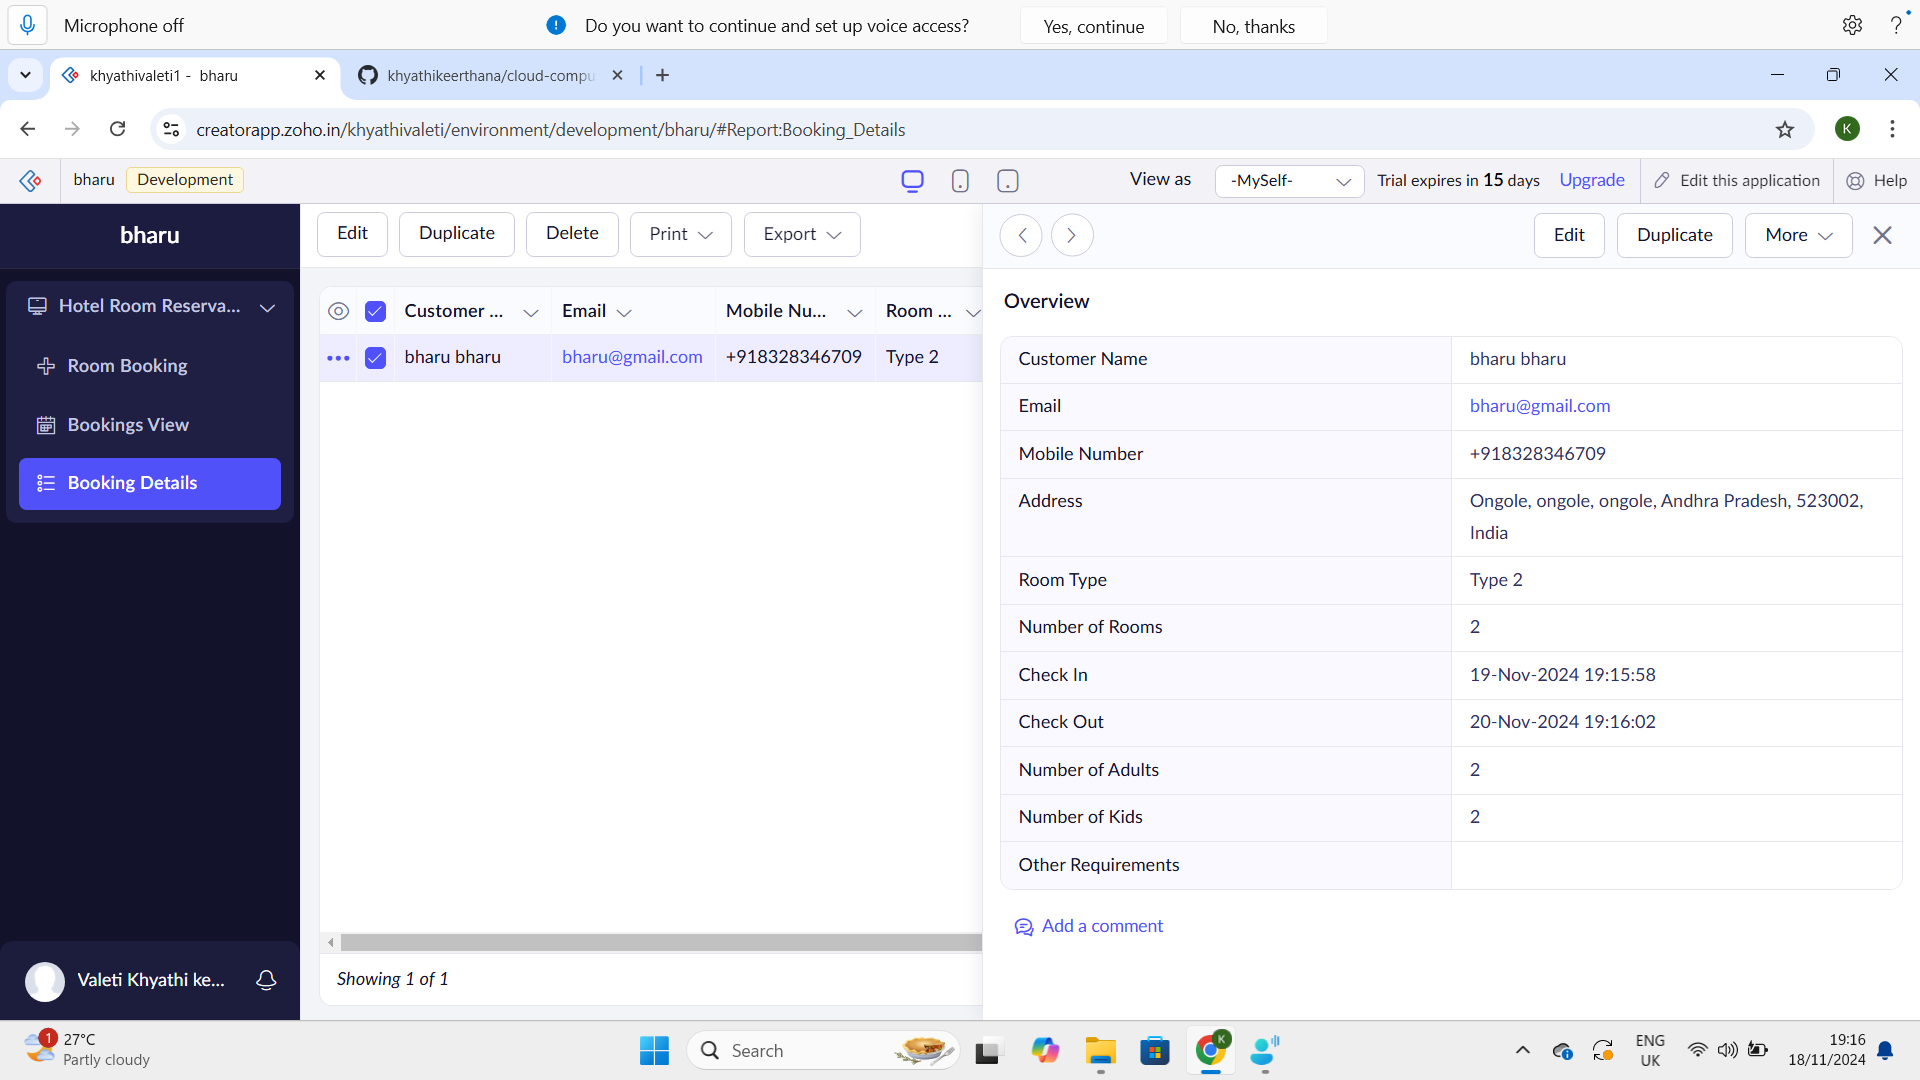 Microphone off
Do you want to continue and set up voice access?
Yes, continue
No, thanks
khyathivaleti1 - bharu
khyathikeerthana/cloud-compu
creatorapp.zoho.in/khyathivaleti/environment/development/bharu/#Report:Booking_Details
K
bharu
Development
View as
-MySelf-
Trial expires in 15 days
Upgrade
Edit this application
Help
bharu
Hotel Room Reserva...
Room Booking
Bookings View
Booking Details
Valeti Khyathi ke...
Edit
Duplicate
Delete
Print
Export
Customer ...
Email
Mobile Nu...
Room ...
bharu bharu
bharu@gmail.com
+918328346709
Type 2
Showing 1 of 1
Edit
Duplicate
More
Overview
Customer Name
bharu bharu
Email
bharu@gmail.com
Mobile Number
+918328346709
Address
Ongole, ongole, ongole, Andhra Pradesh, 523002,
India
Room Type
Type 2
Number of Rooms
2
Check In
19-Nov-2024 19:15:58
Check Out
20-Nov-2024 19:16:02
Number of Adults
2
Number of Kids
2
Other Requirements
Add a comment
1
27°C
Partly cloudy
Search
K
ENG
UK
19:16
18/11/2024